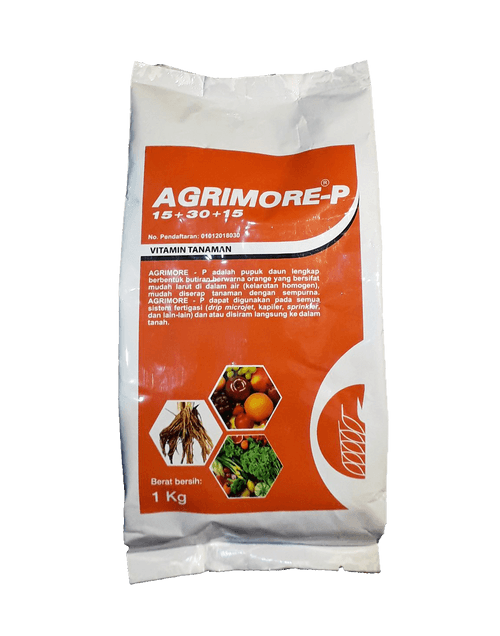 AGRIMORE®-P
15+30+15
No. Pendaftaran: 01012018030
VITAMIN TANAMAN
AGRIMORE - P adalah pupuk daun lengkap
berbentuk butiran berwarna orange yang bersifat
mudah larut di dalam air (kelarutan homogen),
mudah diserap tanaman dengan sempurna.
AGRIMORE - P dapat digunakan pada semua
sistem fertigasi (drip microjet, kapiler, sprinkler,
dan lain-lain) dan atau disiram langsung ke dalam
tanah.
Berat bersih:
1 Kg